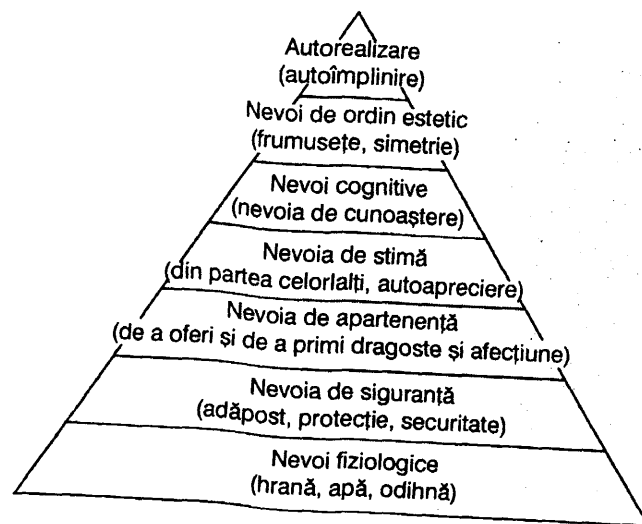 Autorealizare
(autoîmplinire)
Nevoi de ordin estetic
(frumusețe, simetrie)
Nevoi cognitive
(nevoia de cunoaștere)
Nevoia de stimă
(din partea celorlalți, autoapreciere)
Nevoia de apartenență
(de a oferi și de a primi dragoste și afecțiune)
Nevoia de siguranță
(adăpost, protecție, securitate)
Nevoi fiziologice
(hrană, apă, odihnă)